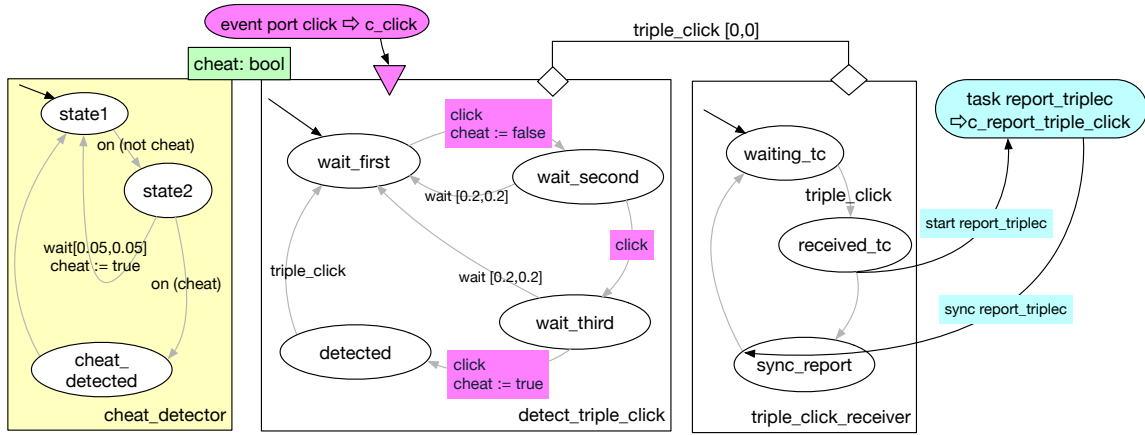 event port click ⇨ c_click
triple_click [0,0]
cheat: bool
state1
on (not cheat)
state2
wait[0.05,0.05]
cheat := true
on (cheat)
cheat_
detected
cheat_detector
click
cheat := false
wait_first
wait_second
wait [0.2,0.2]
click
triple_click
wait [0.2,0.2]
wait_third
detected
click
cheat := true
detect_triple_click
waiting_tc
triple_click
received_tc
sync_report
triple_click_receiver
task report_triplec
⇨c_report_triple_click
start report_triplec
sync report_triplec